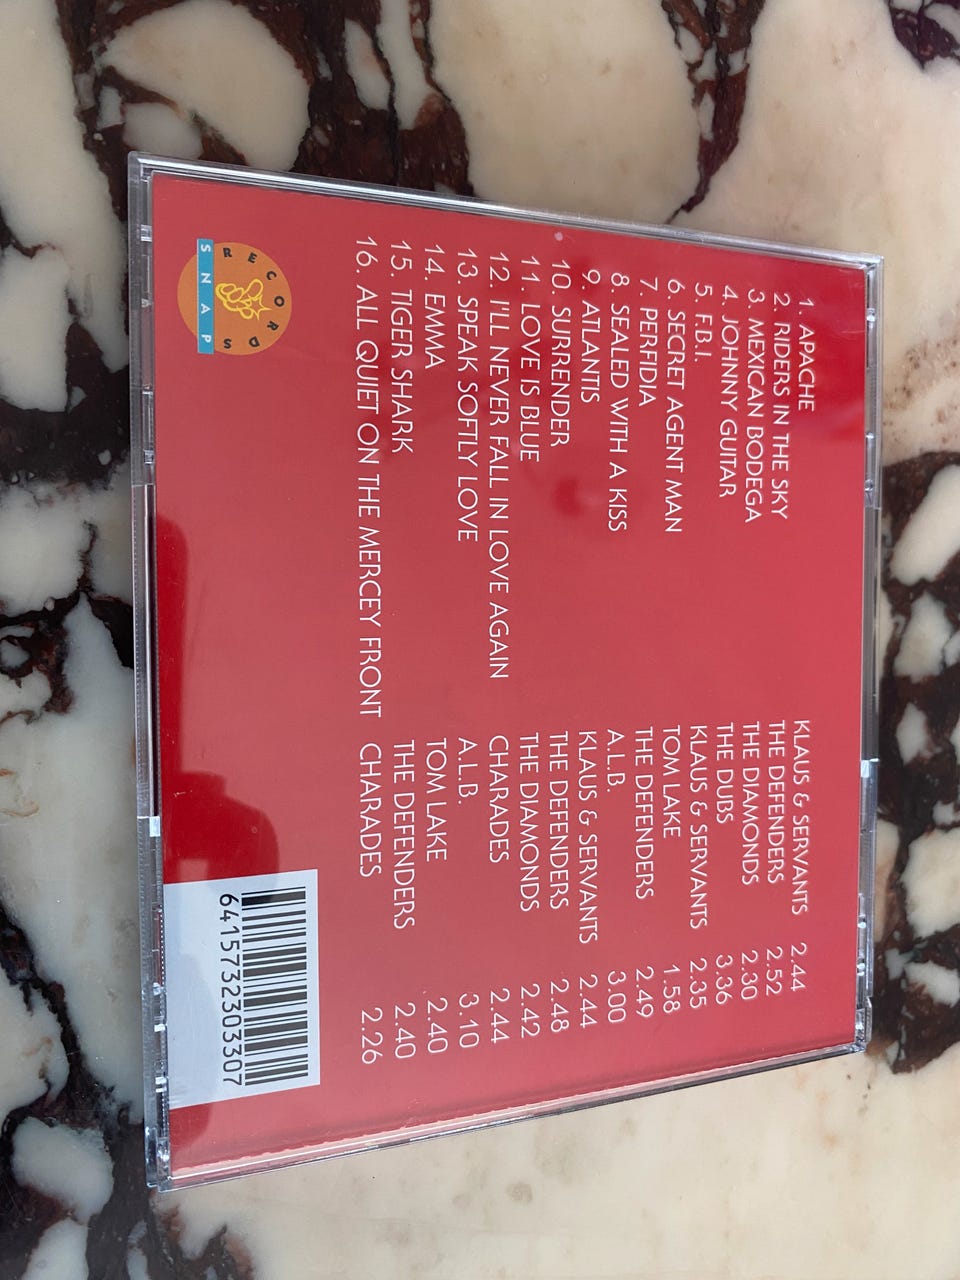 1. APACHE KLAUS & SERVANTS 2.44
2. RIDERS IN THE SKY THE DEFENDERS 2.52
3. MEXICAN BODEGA THE DIAMONDS 2.30
4. JOHNNY GUITAR THE DUBS 3.36
5. F.B.I. KLAUS & SERVANTS 2.35
6. SECRET AGENT MAN TOM LAKE 1.58
7. PERFIDIA THE DEFENDERS 2.49
8. SEALED WITH A KISS A.L.B. 3.00
9. ATLANTIS KLAUS & SERVANTS 2.44
10. SURRENDER THE DEFENDERS 2.48
11. LOVE IS BLUE THE DIAMONDS 2.42
12. I'LL NEVER FALL IN LOVE AGAIN CHARADES 2.44
13. SPEAK SOFTLY LOVE A.L.B. 3.10
14. EMMA TOM LAKE 2.40
15. TIGER SHARK THE DEFENDERS 2.40
16. ALL QUIET ON THE MERCEY FRONT CHARADES 2.26
RECORDS
SNAP
6415732303307